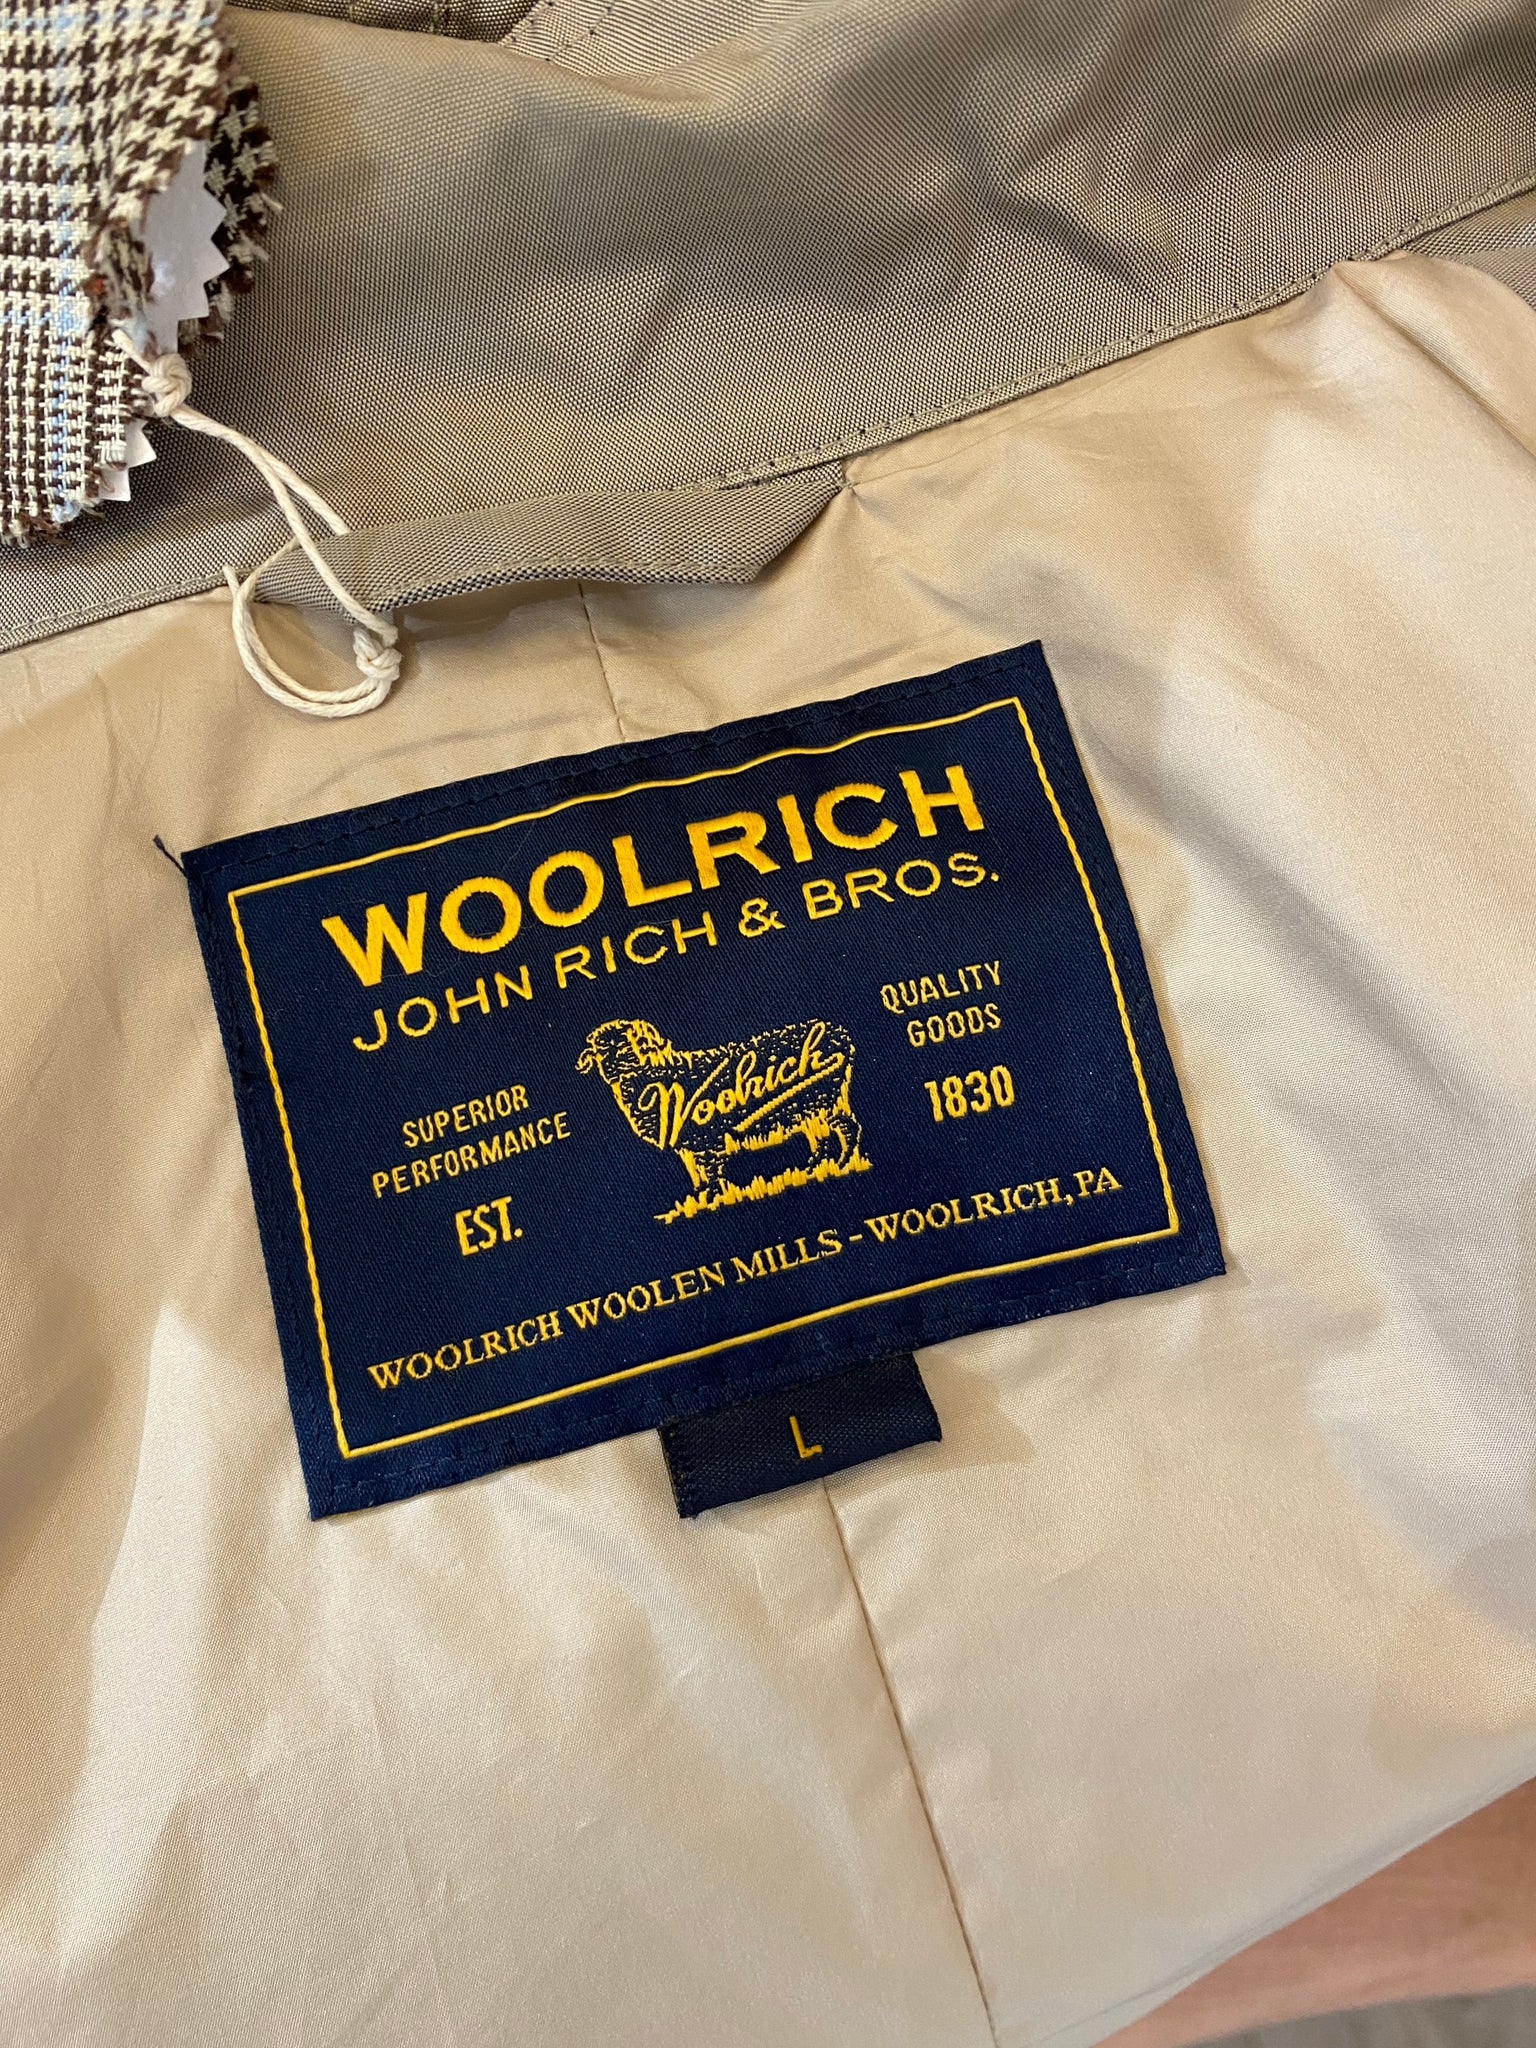 WOOLRICH
JOHN RICH & BROS.
SUPERIOR
PERFORMANCE
EST.
Woolrich
QUALITY
GOODS
1830
WOOLRICH WOOLEN MILLS - WOOLRICH, PA
L